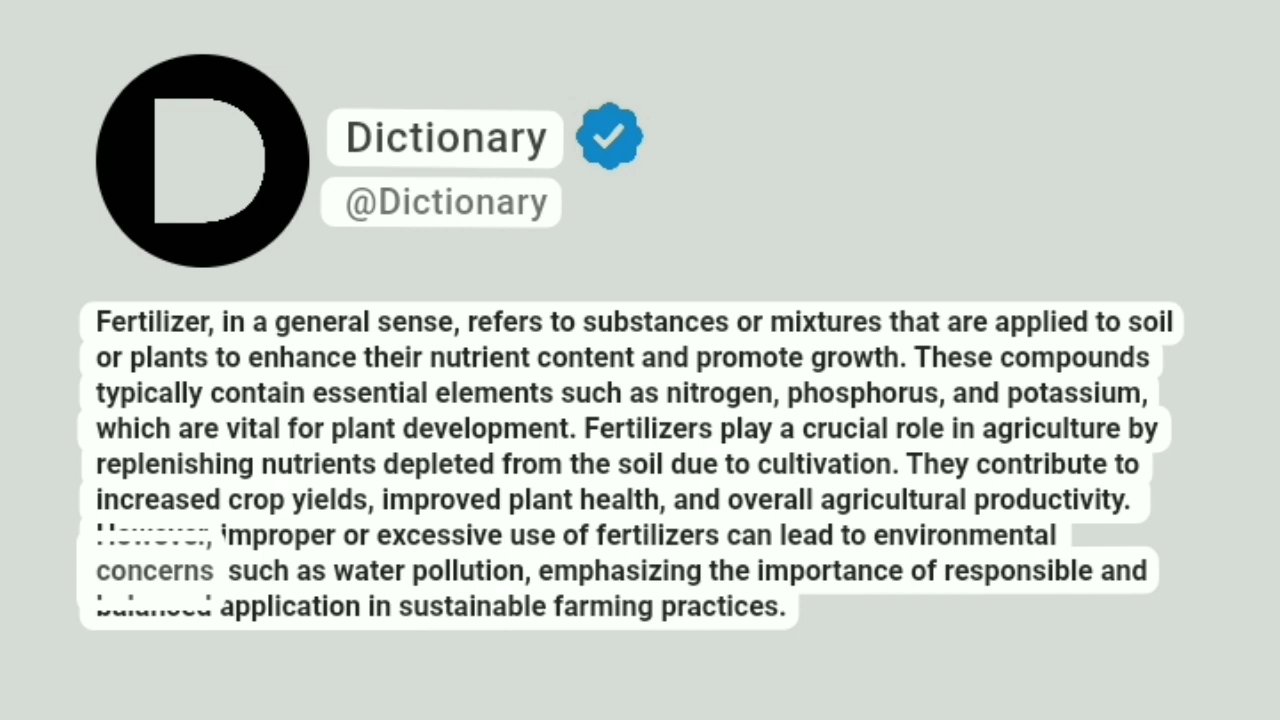 D
Dictionary
@Dictionary
Fertilizer, in a general sense, refers to substances or mixtures that are applied to soil
or plants to enhance their nutrient content and promote growth. These compounds
typically contain essential elements such as nitrogen, phosphorus, and potassium,
which are vital for plant development. Fertilizers play a crucial role in agriculture by
replenishing nutrients depleted from the soil due to cultivation. They contribute to
increased crop yields, improved plant health, and overall agricultural productivity.
However, improper or excessive use of fertilizers can lead to environmental
concerns such as water pollution, emphasizing the importance of responsible and
balanced application in sustainable farming practices.